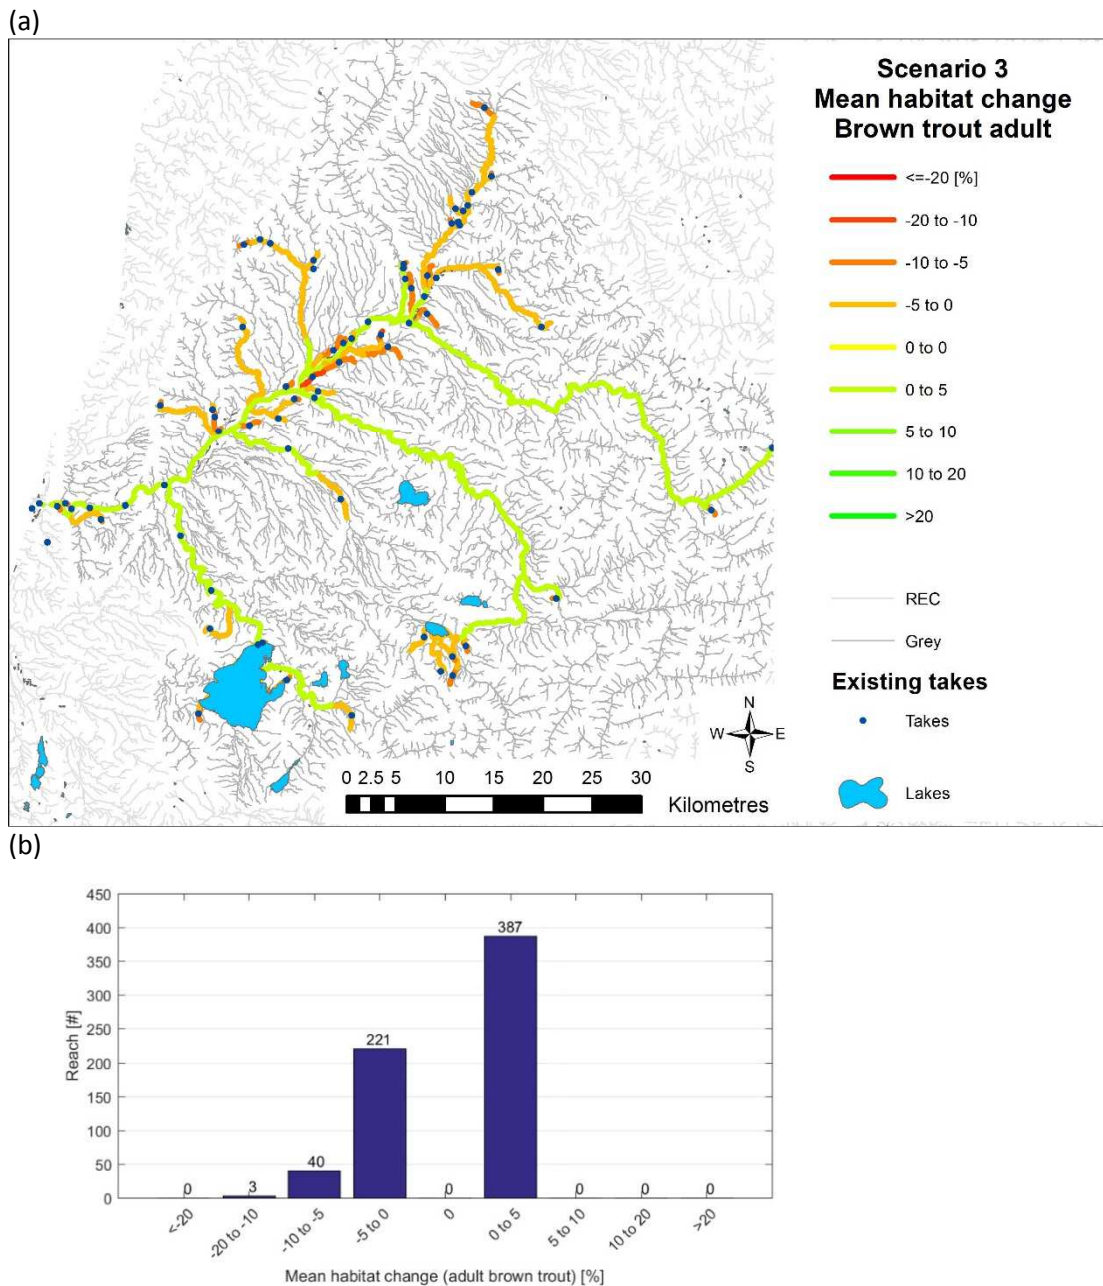 (a)
Scenario 3
Mean habitat change
Brown trout adult
<=-20 [%]
-20 to -10
-10 to -5
-5 to 0
0 to 0
0 to 5
5 to 10
10 to 20
>20
REC
Grey
Existing takes
Takes
Lakes
N
W E
S
0 2.5 5 10 15 20 25 30
Kilometres
(b)
450
400
350
300
250
200
150
100
50
0
Reach [#]
0 3 40 221 0 387 0 0 0
<-20 -20 to -10 -10 to -5 -5 to 0 0 0 to 5 5 to 10 10 to 20 >20
Mean habitat change (adult brown trout) [%]